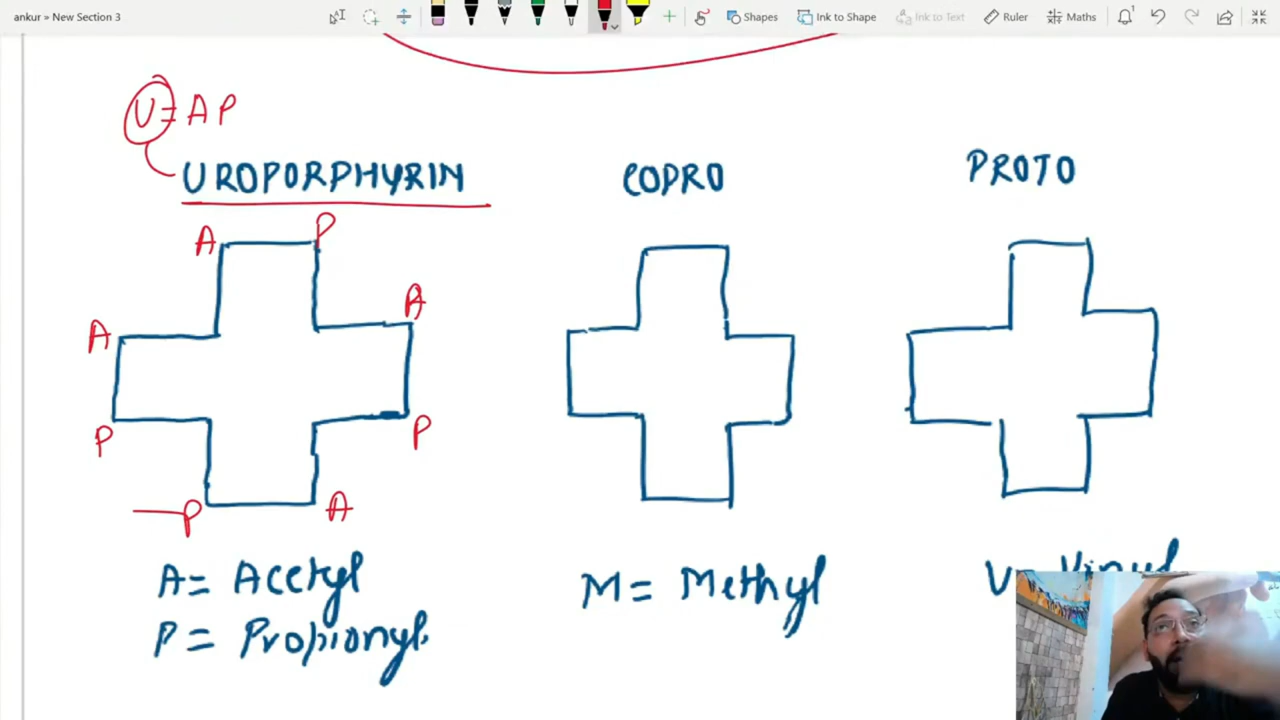 ankur » New Section 3
Shapes
Ink to Shape
Ink to Text
Ruler
Maths
U = AP
UROPORPHYRIN
COPRO
PROTO
A P
A A
P P
P A
A = Acetyl
P = Propionyl
M = Methyl
V = Vinyl